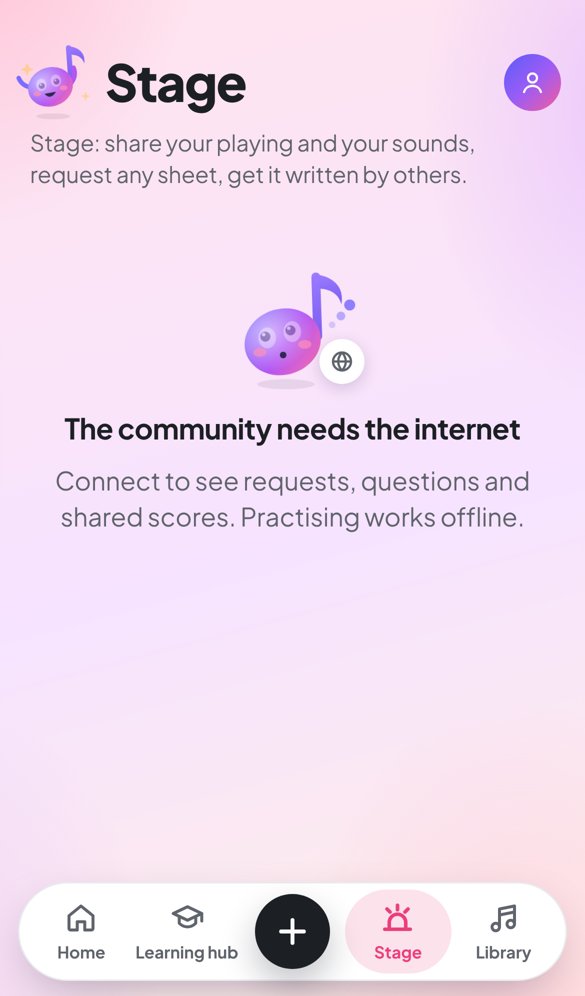 Stage
Stage: share your playing and your sounds,
request any sheet, get it written by others.
The community needs the internet
Connect to see requests, questions and
shared scores. Practising works offline.
Home
Learning hub
Stage
Library